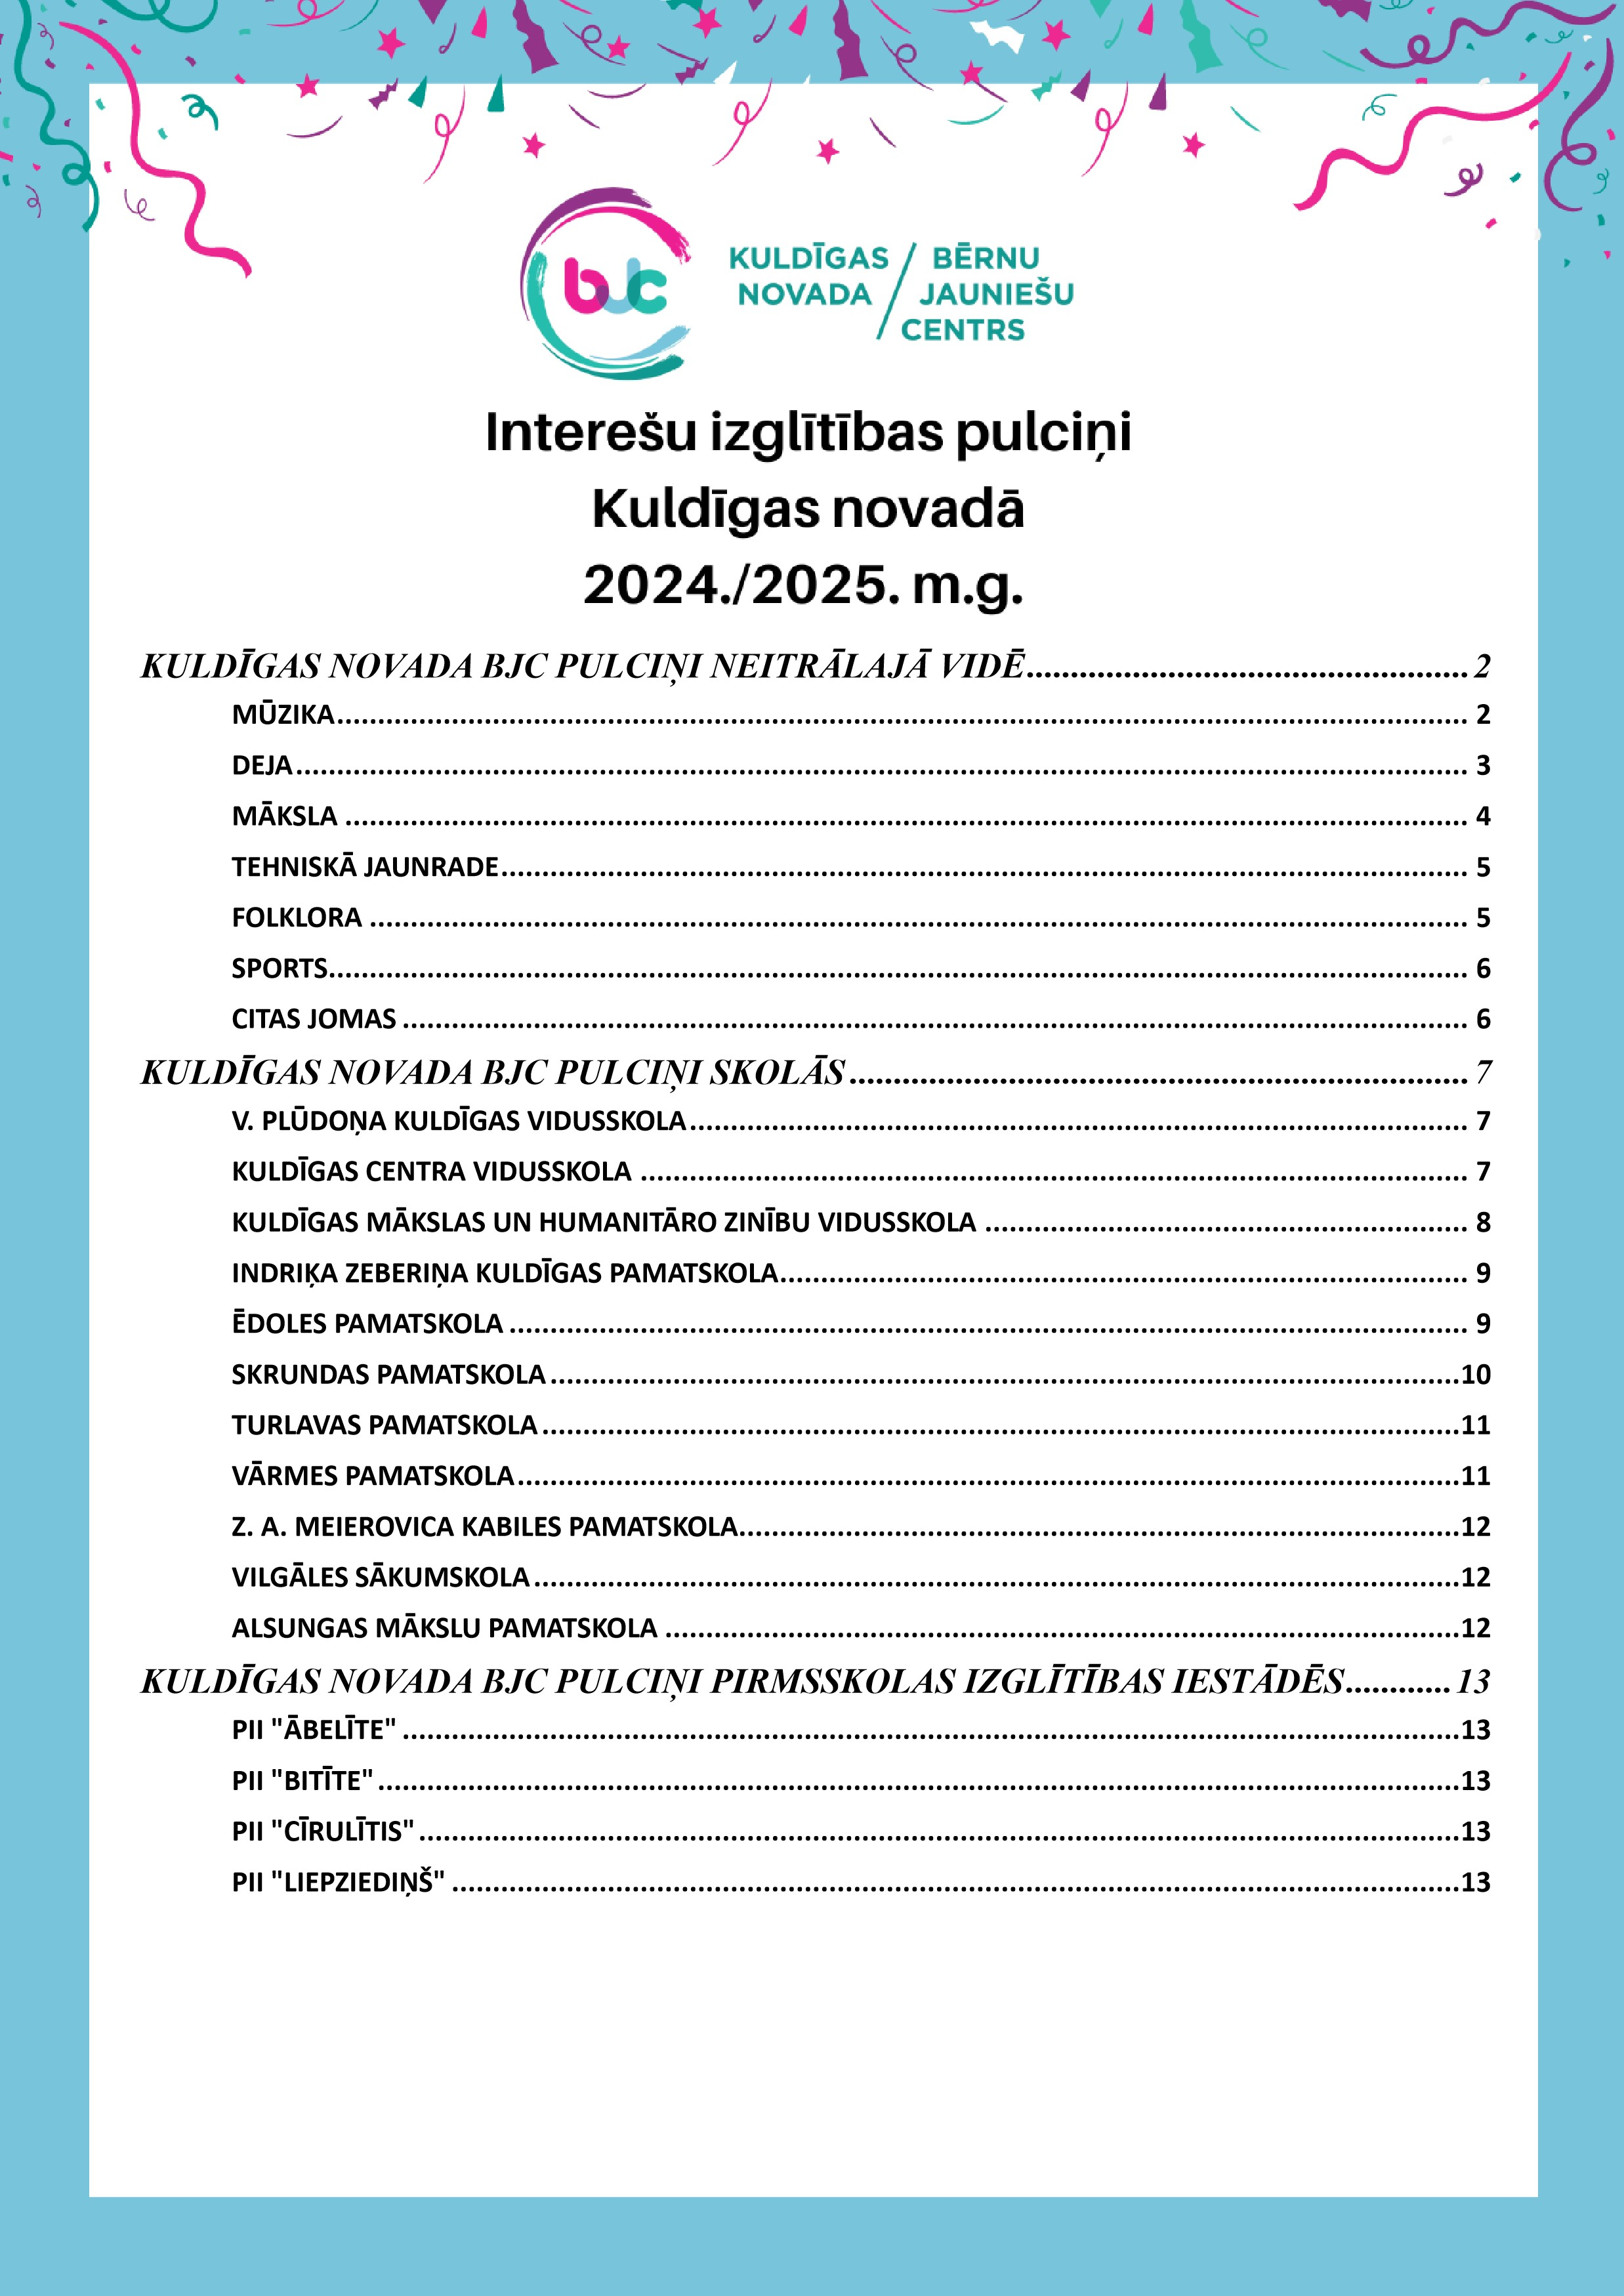 bjc
KULDĪGAS NOVADA / BĒRNU JAUNIEŠU CENTRS
Interešu izglītības pulciņi
Kuldīgas novadā
2024./2025. m.g.
KULDĪGAS NOVADA BJC PULCIŅI NEITRĀLAJĀ VIDĒ 2
MŪZIKA 2
DEJA 3
MĀKSLA 4
TEHNISKĀ JAUNRADE 5
FOLKLORA 5
SPORTS 6
CITAS JOMAS 6
KULDĪGAS NOVADA BJC PULCIŅI SKOLĀS 7
V. PLŪDOŅA KULDĪGAS VIDUSSKOLA 7
KULDĪGAS CENTRA VIDUSSKOLA 7
KULDĪGAS MĀKSLAS UN HUMANITĀRO ZINĪBU VIDUSSKOLA 8
INDRIĶA ZEBERIŅA KULDĪGAS PAMATSKOLA 9
ĒDOLES PAMATSKOLA 9
SKRUNDAS PAMATSKOLA 10
TURLAVAS PAMATSKOLA 11
VĀRMES PAMATSKOLA 11
Z. A. MEIEROVICA KABILES PAMATSKOLA 12
VILGĀLES SĀKUMSKOLA 12
ALSUNGAS MĀKSLU PAMATSKOLA 12
KULDĪGAS NOVADA BJC PULCIŅI PIRMSSKOLAS IZGLĪTĪBAS IESTĀDĒS 13
PII "ĀBELĪTE" 13
PII "BITĪTE" 13
PII "CĪRULĪTIS" 13
PII "LIEPZIEDIŅŠ" 13